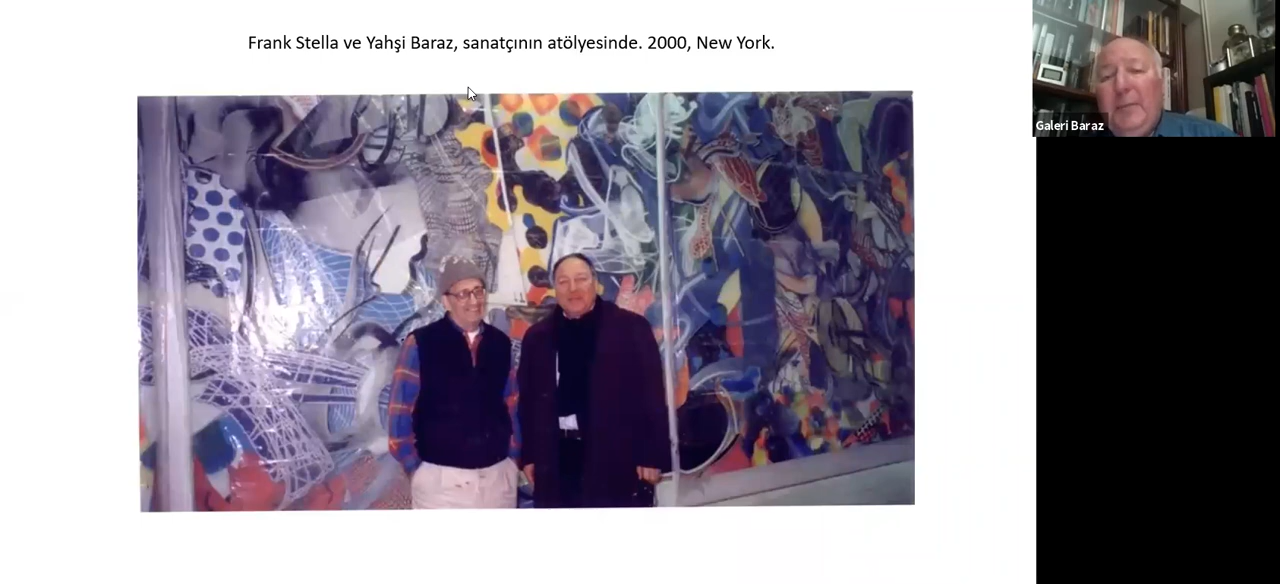 Frank Stella ve Yahşi Baraz, sanatçının atölyesinde. 2000, New York.
Galeri Baraz